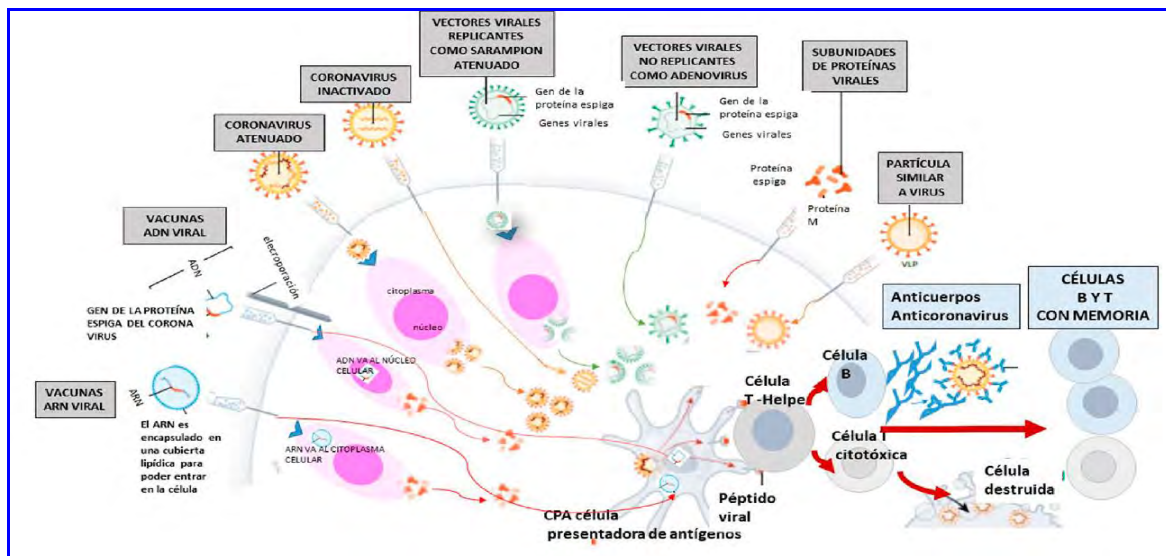 VECTORES VIRALES
REPLICANTES
COMO SARAMPION
ATENUADO
VECTORES VIRALES
NO REPLICANTES
COMO ADENOVIRUS
SUBUNIDADES
DE PROTEÍNAS
VIRALES
CORONAVIRUS
INACTIVADO
CORONAVIRUS
ATENUADO
Gen de la
proteína espiga
Genes virales
Gen de la
proteína espiga
Genes virales
Proteína
espiga
Proteína
M
PARTÍCULA
SIMILAR
A VIRUS
VLP
VACUNAS
ADN VIRAL
ADN
elecroporación
GEN DE LA PROTEÍNA
ESPIGA DEL CORONA
VIRUS
citoplasma
núcleo
ADN VA AL NÚCLEO
CELULAR
VACUNAS
ARN VIRAL
ARN
El ARN es
encapsulado en
una cubierta
lipídica para
poder entrar
en la célula
ARN VA AL CITOPLASMA
CELULAR
CPA célula
presentadora de antígenos
Célula
T -Helpe
Péptido
viral
Célula
B
Célula T
citotóxica
Anticuerpos
Anticoronavirus
CÉLULAS
B Y T
CON MEMORIA
Célula
destruida